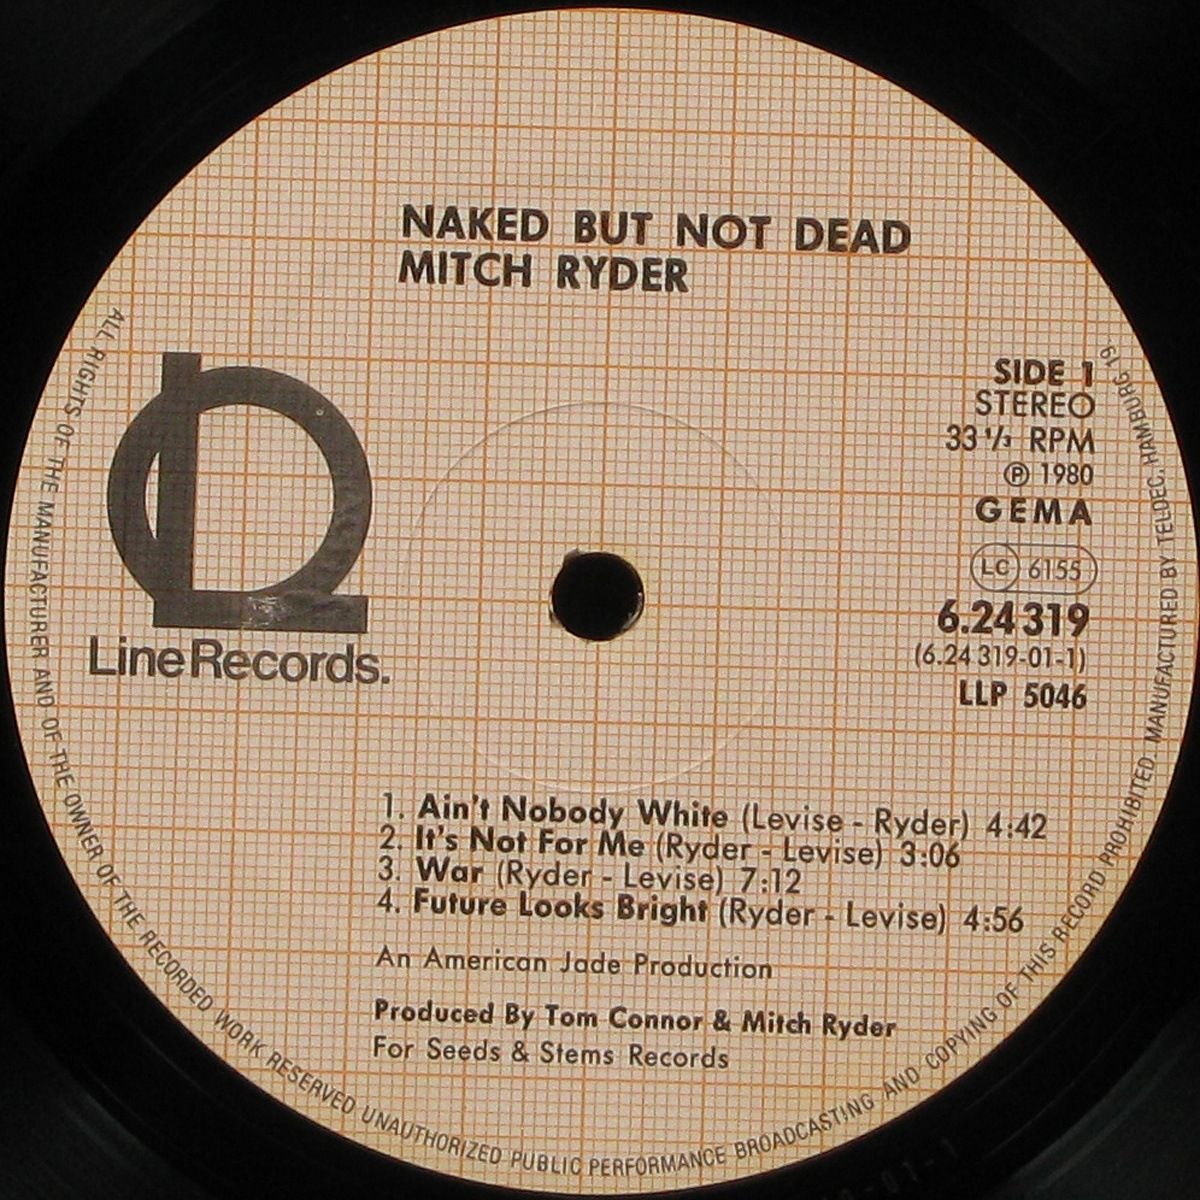 NAKED BUT NOT DEAD
MITCH RYDER
SIDE 1
STEREO
33 1/3 RPM
℗ 1980
GEMA
LC 6155
6.24 319
(6.24 319-01-1)
LLP 5046
Line Records.
1. Ain't Nobody White (Levise - Ryder) 4:42
2. It's Not For Me (Ryder - Levise) 3:06
3. War (Ryder - Levise) 7:12
4. Future Looks Bright (Ryder - Levise) 4:56
An American Jade Production
Produced By Tom Connor & Mitch Ryder
For Seeds & Stems Records
ALL RIGHTS OF THE MANUFACTURER AND OF THE OWNER OF THE RECORDED WORK RESERVED UNAUTHORIZED PUBLIC PERFORMANCE BROADCASTING AND COPYING OF THIS RECORD PROHIBITED. MANUFACTURED BY TELDEC., HAMBURG 19